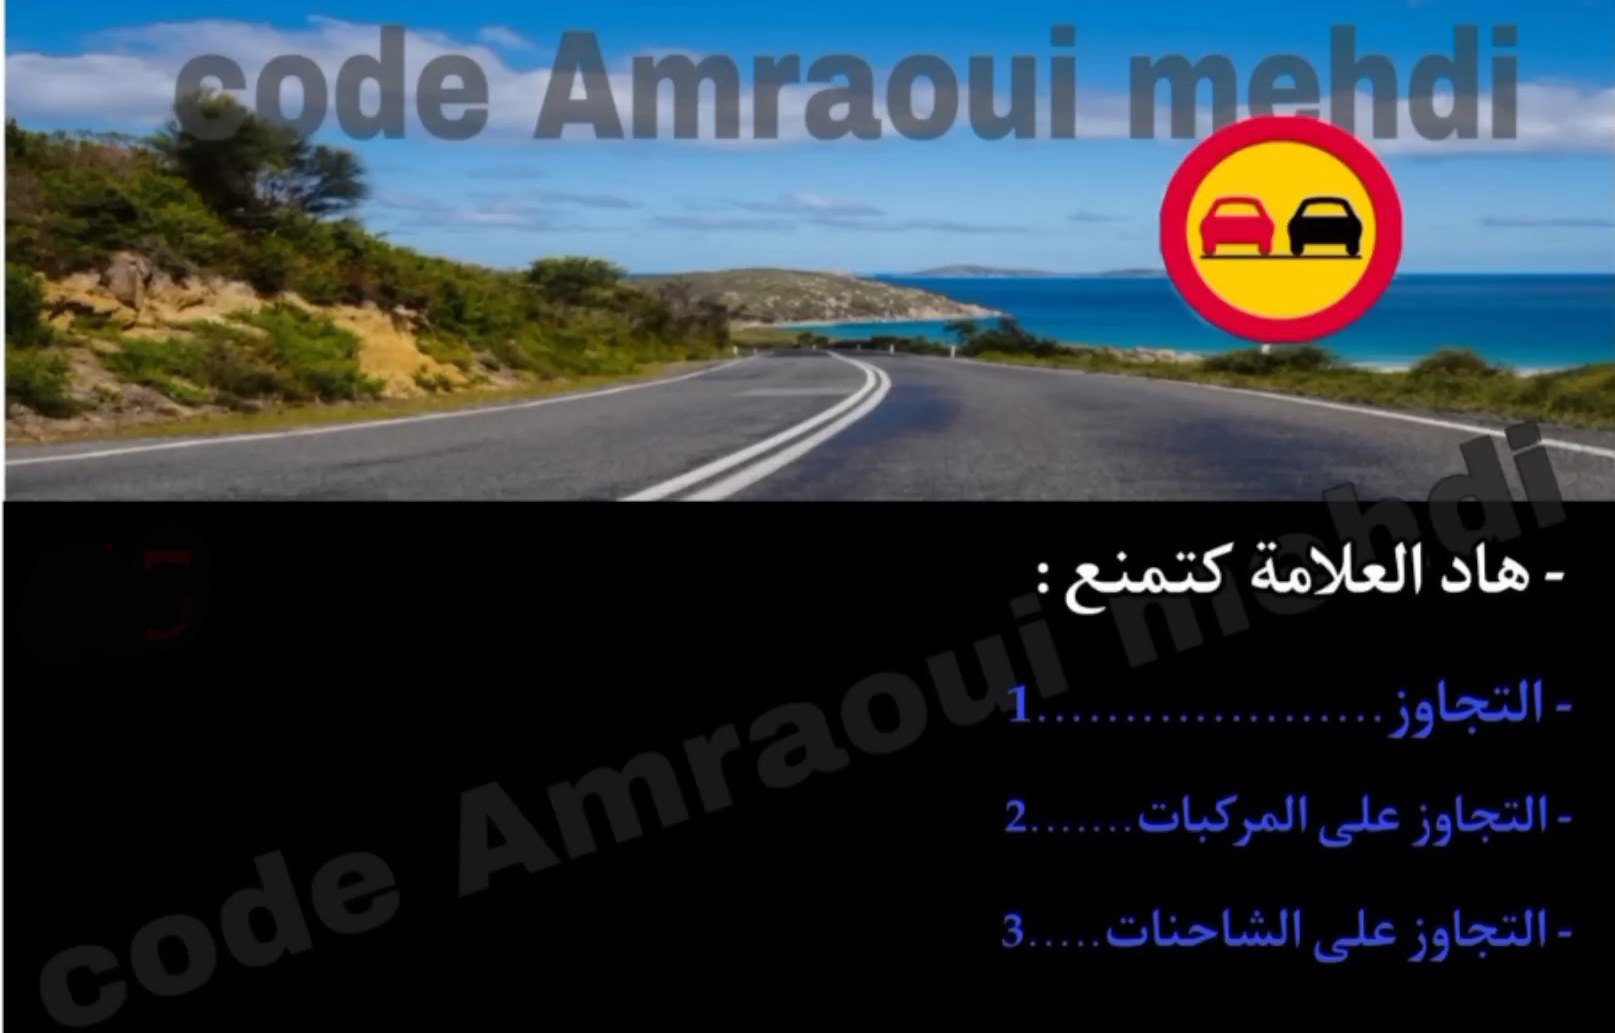 code Amraoui mehdi
- هاد العلامة كتمنع :
- التجاوز....................1
- التجاوز على المركبات.......2
- التجاوز على الشاحنات.....3
code Amraoui mehdi